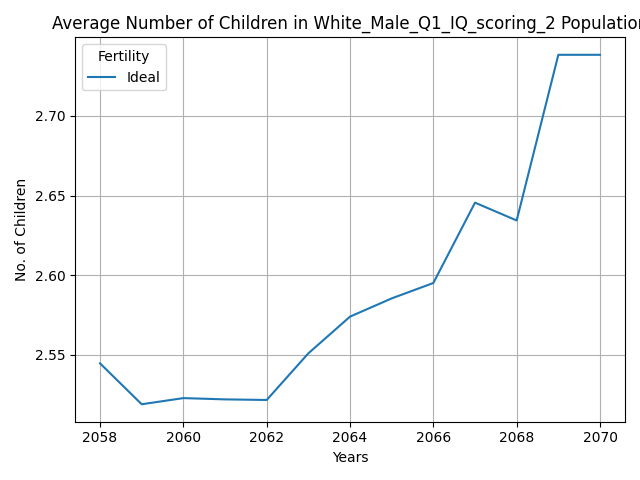 Average Number of Children in White_Male_Q1_IQ_scoring_2 Population
Fertility
Ideal
No. of Children
2.70
2.65
2.60
2.55
2058 2060 2062 2064 2066 2068 2070
Years